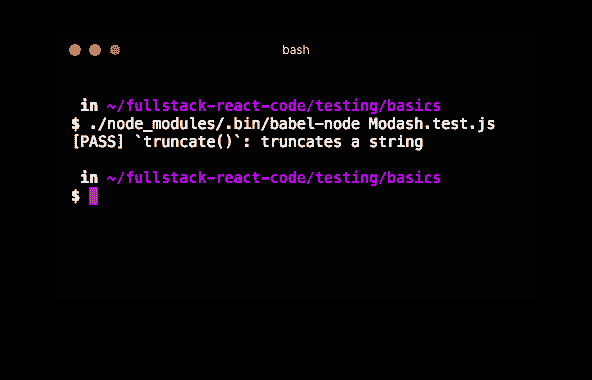 bash
in ~/fullstack-react-code/testing/basics
$ ./node_modules/.bin/babel-node Modash.test.js
[PASS] `truncate()`: truncates a string
in ~/fullstack-react-code/testing/basics
$